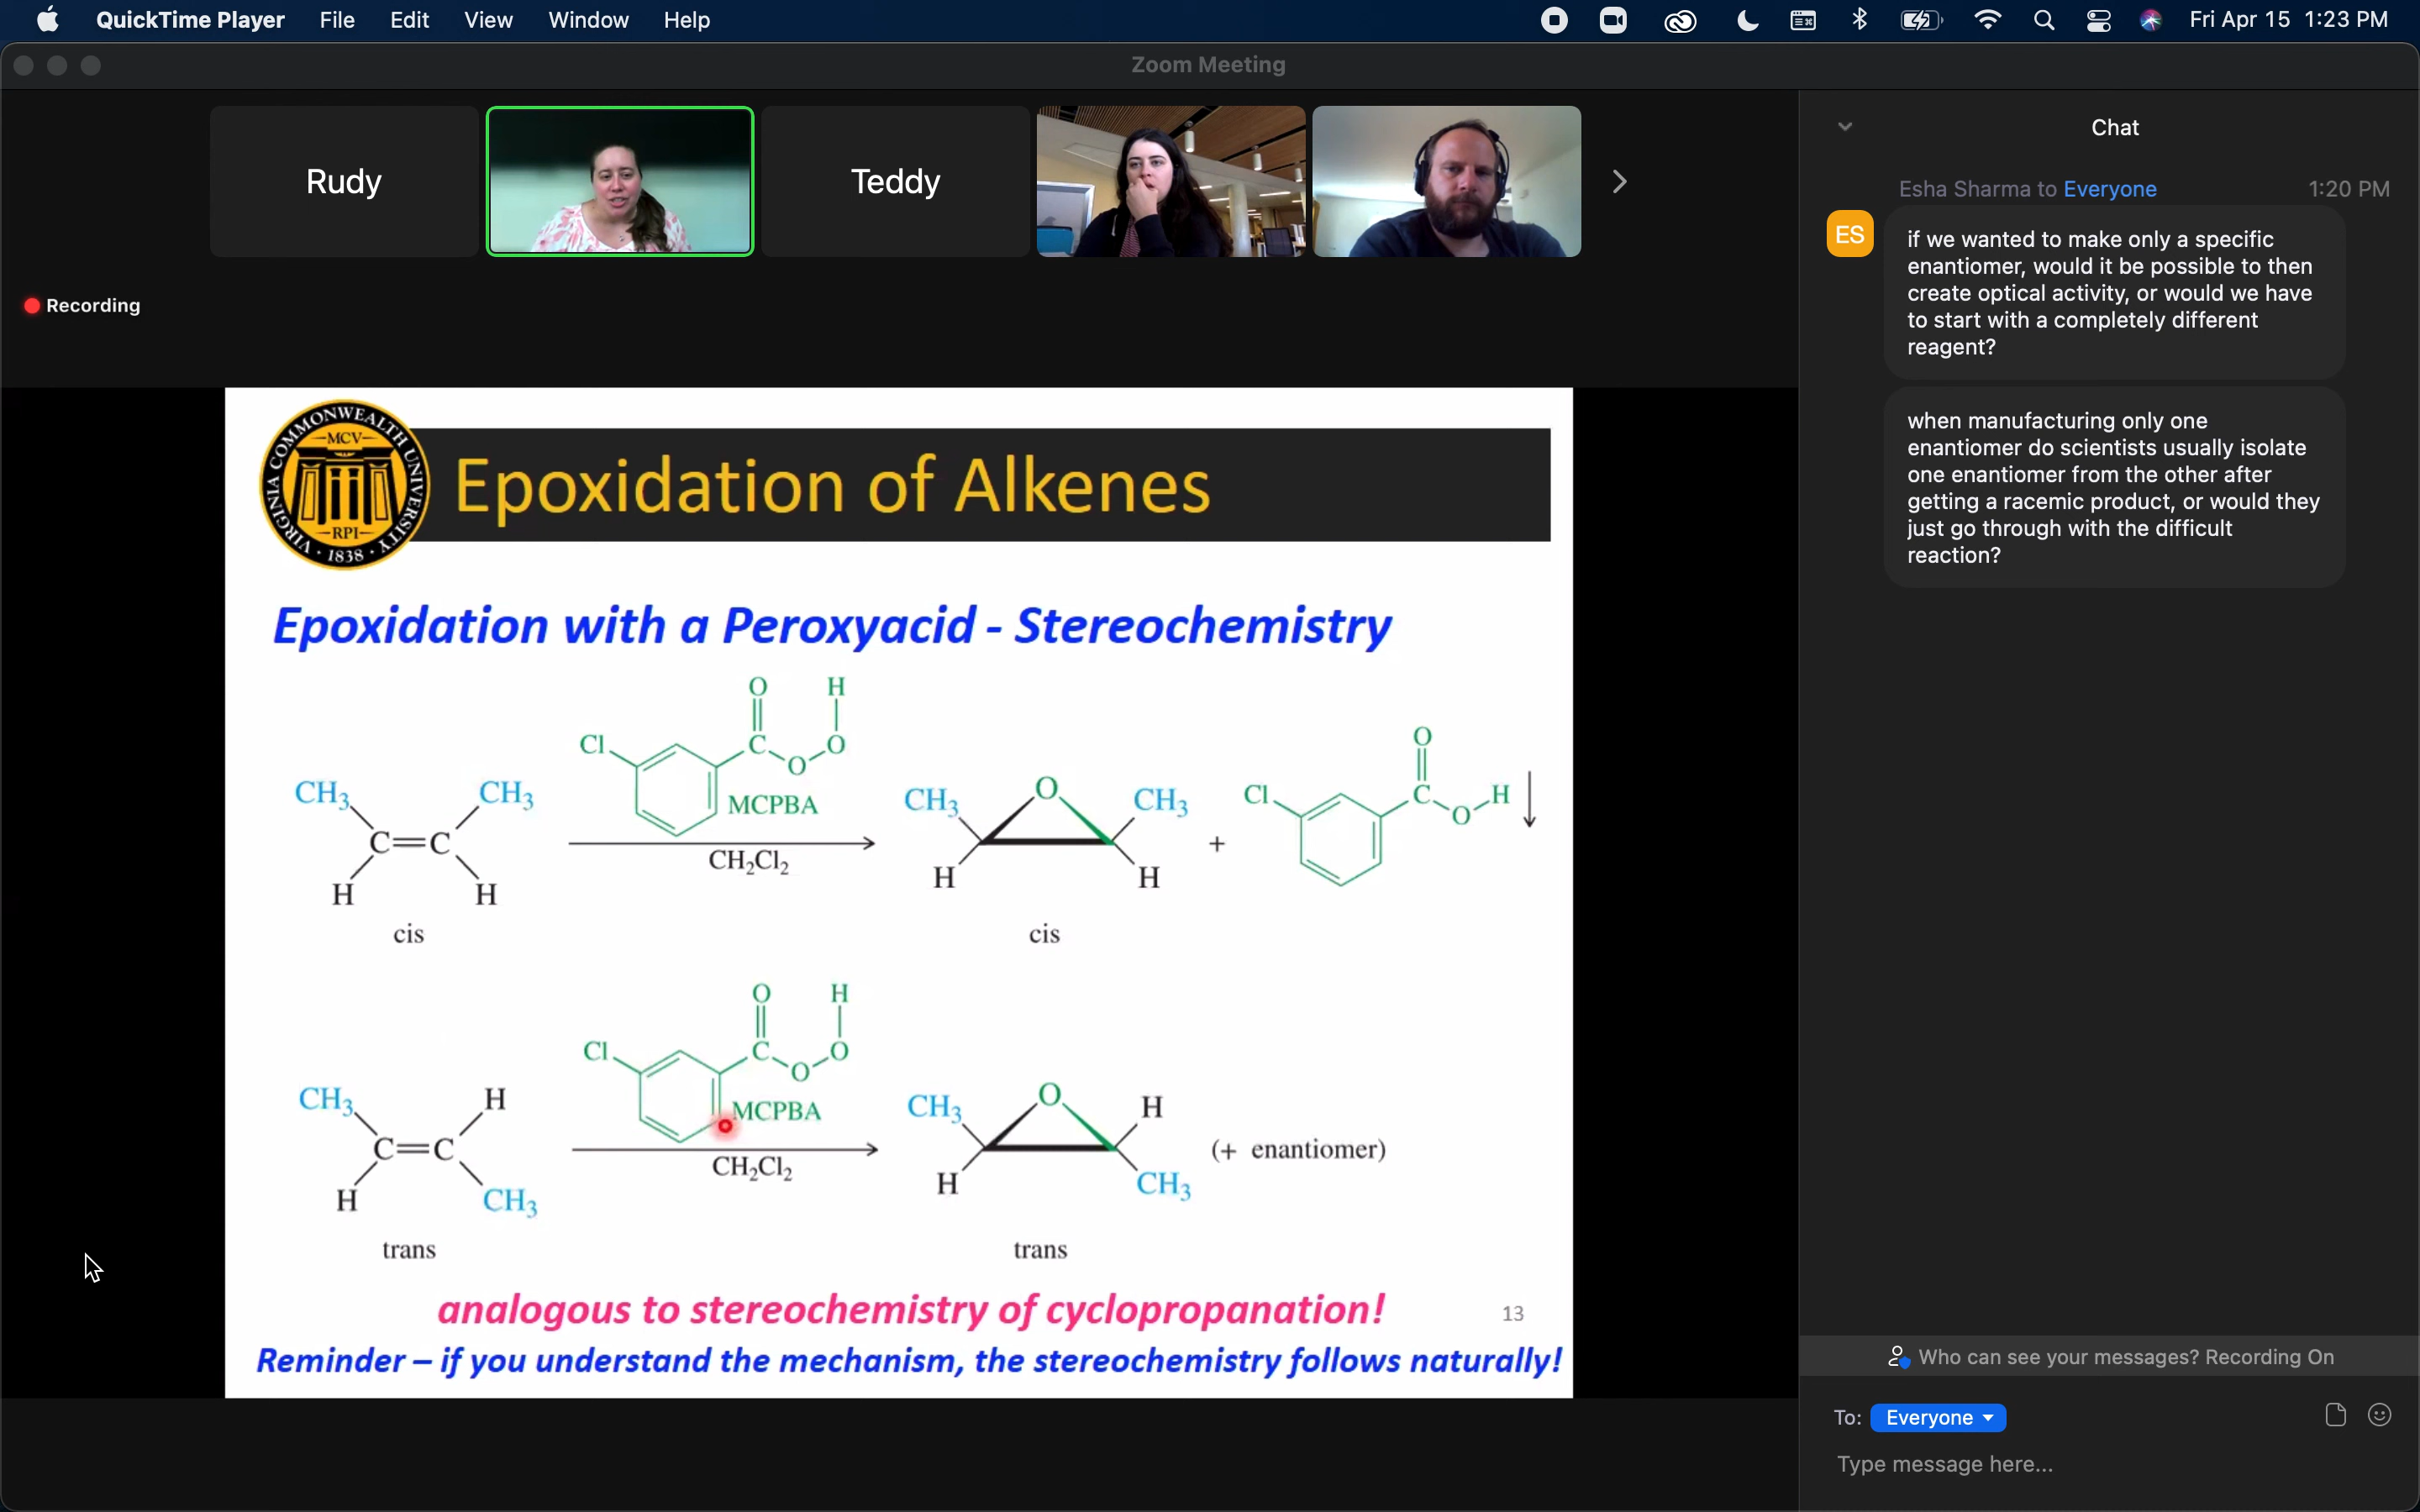 QuickTime Player File Edit View Window Help Fri Apr 15 1:23 PM
Zoom Meeting
Rudy
Teddy
Recording
VIRGINIA COMMONWEALTH UNIVERSITY
MCV
RPI
1838
Epoxidation of Alkenes
Epoxidation with a Peroxyacid - Stereochemistry
O H
Cl C O O
MCPBA
CH3 CH3
C=C
H H
CH2Cl2
CH3 O CH3
H H
+
O
Cl C O H
cis
cis
O H
Cl C O O
MCPBA
CH3 H
C=C
H CH3
CH2Cl2
CH3 O H
H CH3
(+ enantiomer)
trans
trans
analogous to stereochemistry of cyclopropanation!
13
Reminder – if you understand the mechanism, the stereochemistry follows naturally!
Chat
Esha Sharma to Everyone 1:20 PM
ES
if we wanted to make only a specific
enantiomer, would it be possible to then
create optical activity, or would we have
to start with a completely different
reagent?
when manufacturing only one
enantiomer do scientists usually isolate
one enantiomer from the other after
getting a racemic product, or would they
just go through with the difficult
reaction?
Who can see your messages? Recording On
To: Everyone
Type message here...